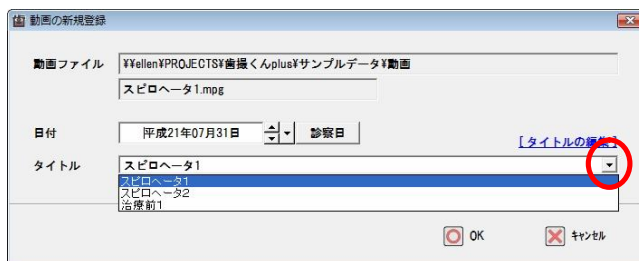 動画の新規登録
動画ファイル ¥¥ellen¥PROJECTS¥歯撮くんplus¥サンプルデータ¥動画
スピロヘータ1.mpg
日付 平成21年07月31日 診察日
[タイトルの編集]
タイトル スピロヘータ1
スピロヘータ1
スピロヘータ2
治療前1
OK キャンセル